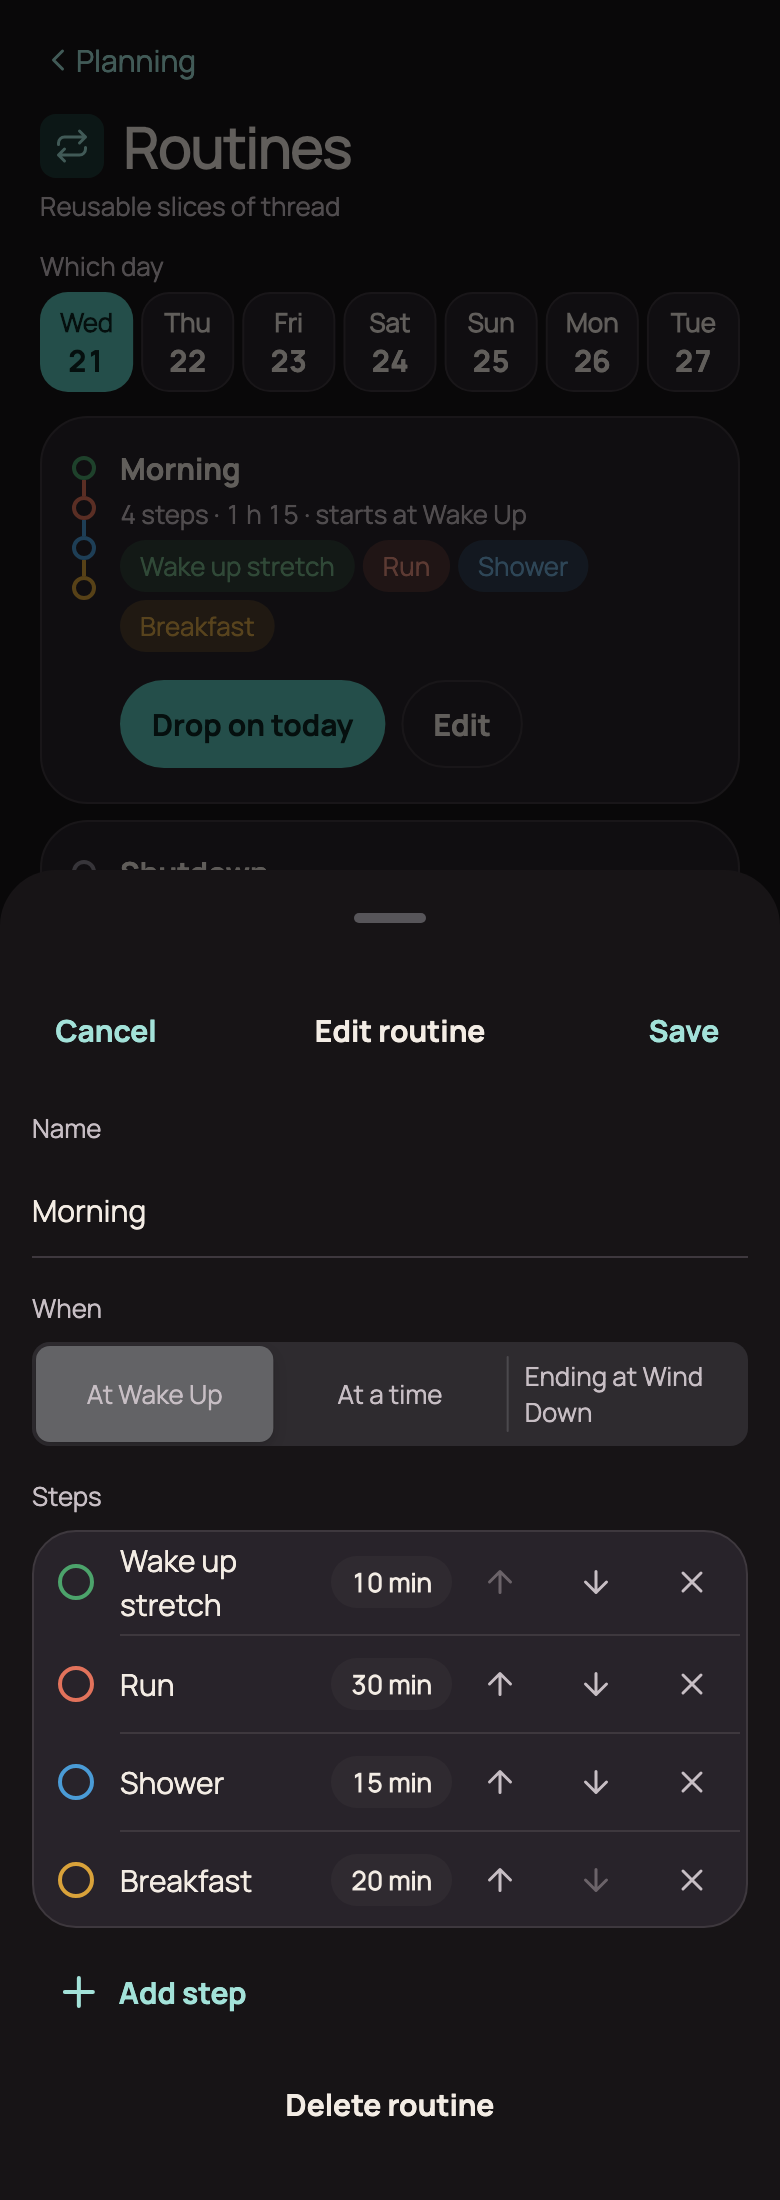 Planning
Routines
Reusable slices of thread
Which day
Wed Thu Fri Sat Sun Mon Tue
21 22 23 24 25 26 27
Morning
4 steps · 1 h 15 · starts at Wake Up
Wake up stretch Run Shower
Breakfast
Drop on today Edit
Shutdown
Cancel Edit routine Save
Name
Morning
When
At Wake Up At a time Ending at Wind
Down
Steps
Wake up
stretch 10 min
Run 30 min
Shower 15 min
Breakfast 20 min
Add step
Delete routine